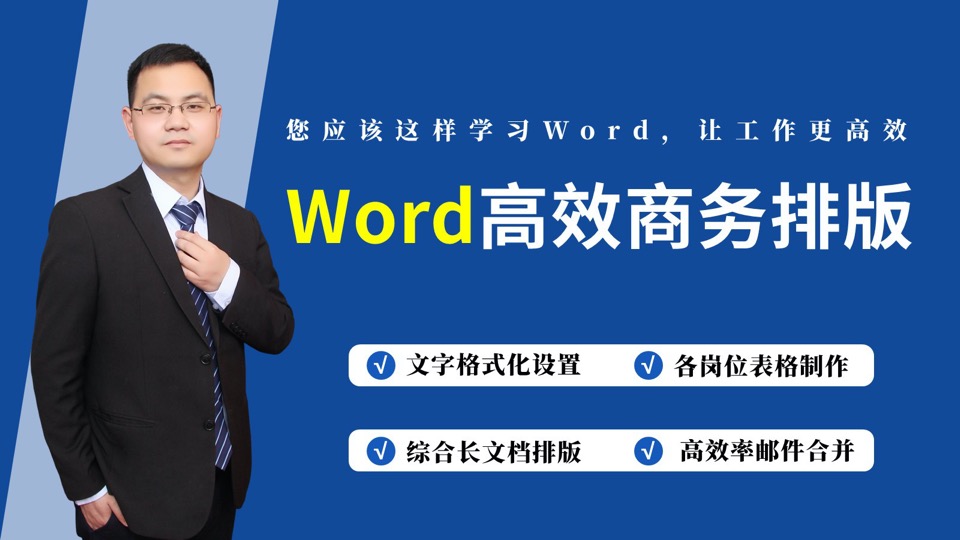 您应该这样学习Word, 让工作更高效
Word高效商务排版
√ 文字格式化设置 √ 各岗位表格制作
√ 综合长文档排版 √ 高效率邮件合并